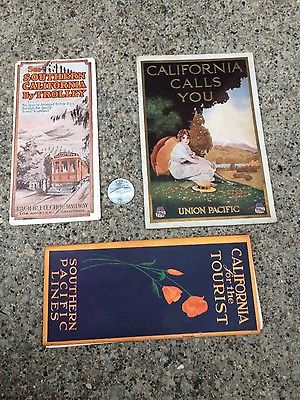 See
SOUTHERN
CALIFORNIA
By TROLLEY
PACIFIC ELECTRIC RAILWAY
LOS ANGELES, CALIFORNIA
CALIFORNIA
CALLS
YOU
UNION PACIFIC
CALIFORNIA
for the
TOURIST
SOUTHERN
PACIFIC
LINES